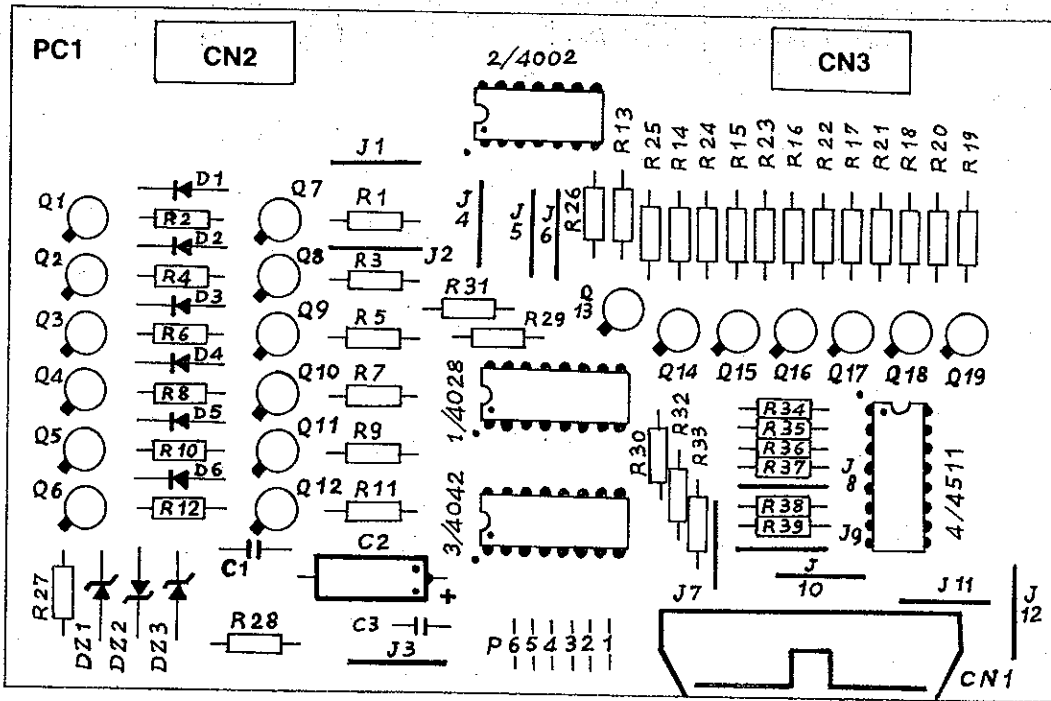 PC1
CN2
CN3
2/4002
R13
R25
R14
R24
R15
R23
R16
R22
R17
R21
R18
R20
R19
J1
D1
Q1
R2
Q7
R1
J4
J5
J6
R26
D2
J2
Q2
R4
Q8
R3
D3
R31
Q13
Q3
R6
Q9
R5
R29
D4
Q14
Q15
Q16
Q17
Q18
Q19
Q4
R8
Q10
R7
1/4028
D5
R30
R32
R33
R34
R35
R36
R37
J8
Q5
R10
Q11
R9
D6
Q6
R12
Q12
R11
3/4042
R38
R39
J9
4/4511
C1
C2
+
R27
DZ1
DZ2
DZ3
R28
C3
J3
P 6 5 4 3 2 1
J7
J10
J11
J12
CN1